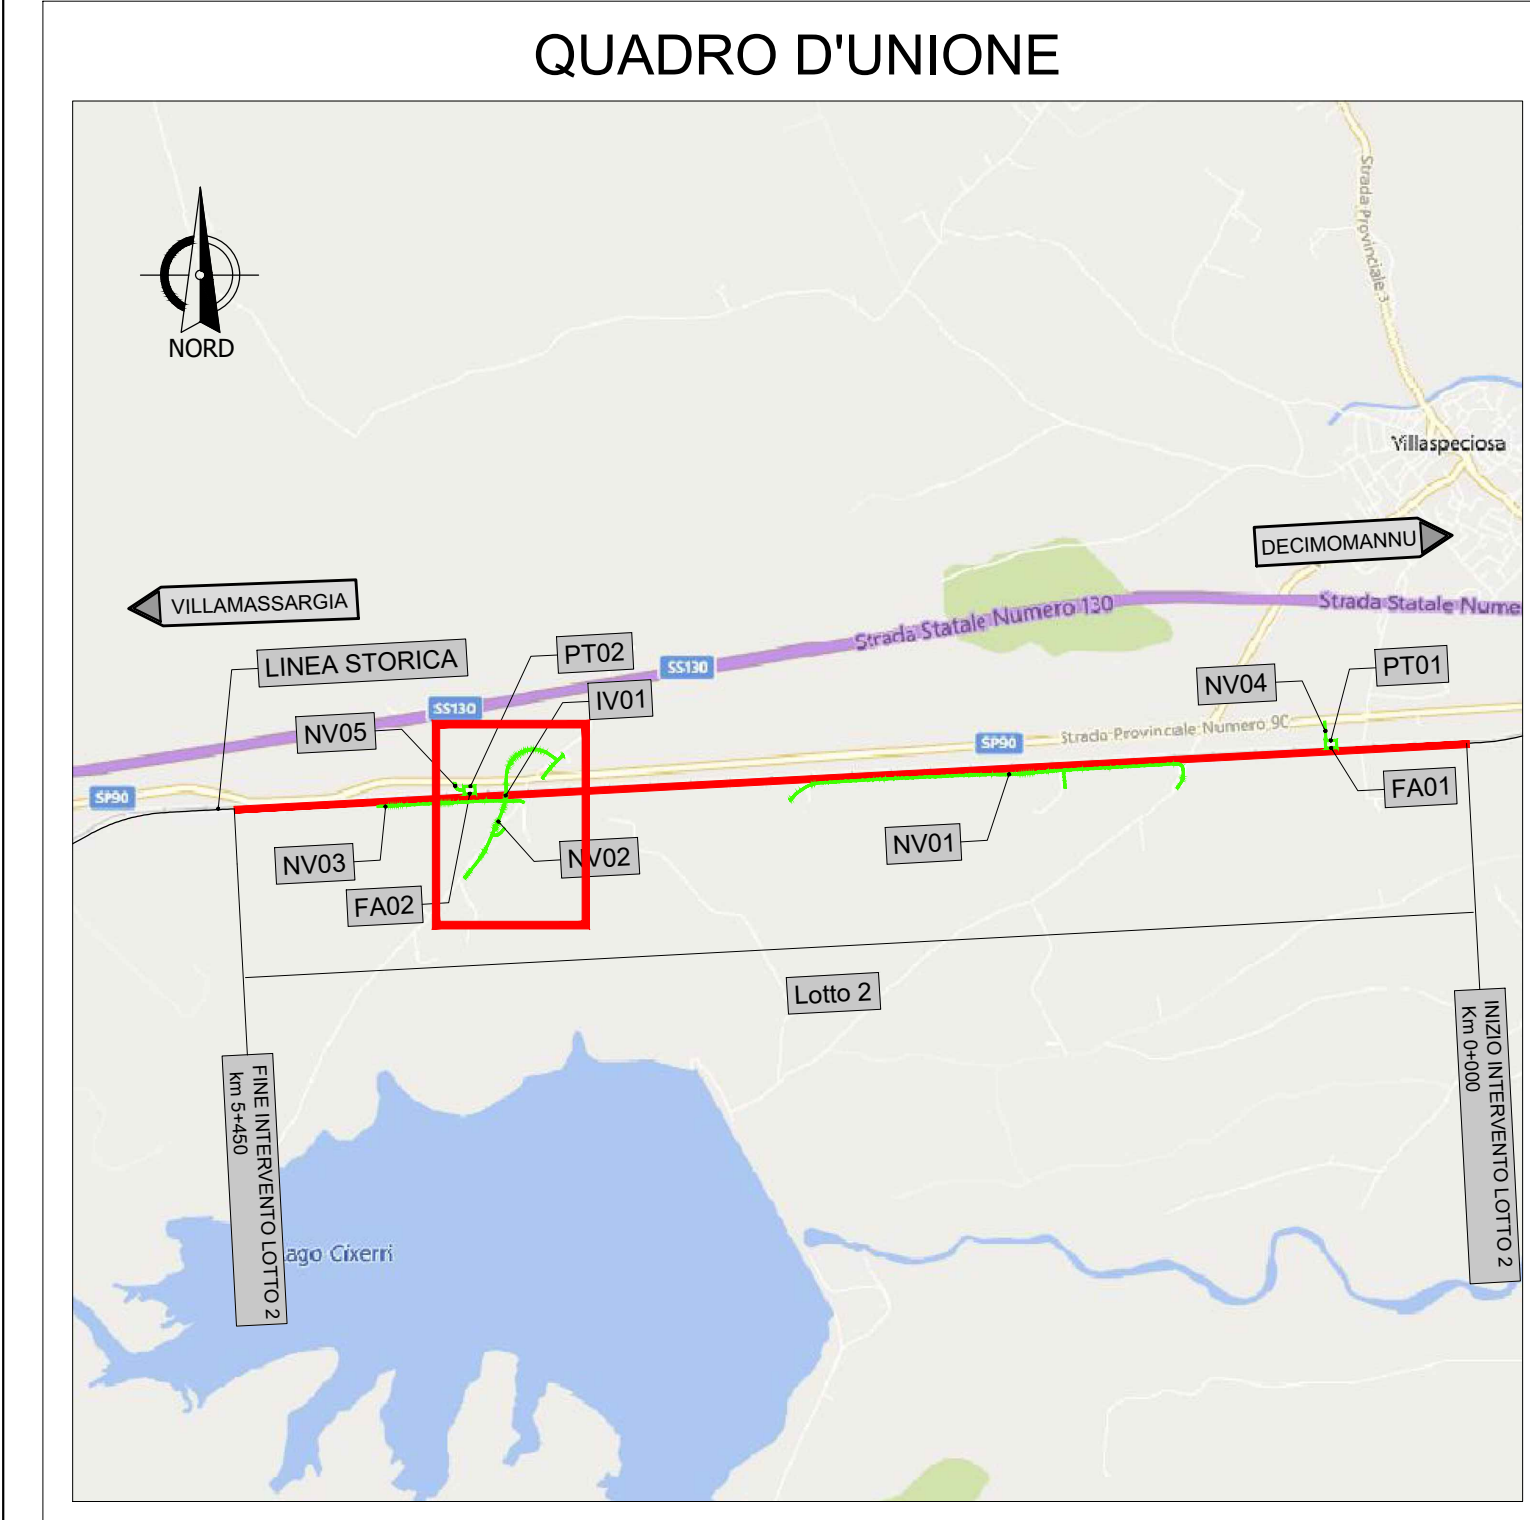 QUADRO D'UNIONE
NORD
Strada Provinciale 3
Villaspeciosa
DECIMOMANNU
VILLAMASSARGIA
Strada Statale Numero 130
Strada Statale Nume
LINEA STORICA
PT02
SS130
IV01
SS130
NV05
NV04
PT01
SP90
Strada Provinciale Numero 90
SP90
FA01
NV01
NV03
NV02
FA02
Lotto 2
INIZIO INTERVENTO LOTTO 2
Km 0+000
FINE INTERVENTO LOTTO 2
km 5+450
ago Cixerri